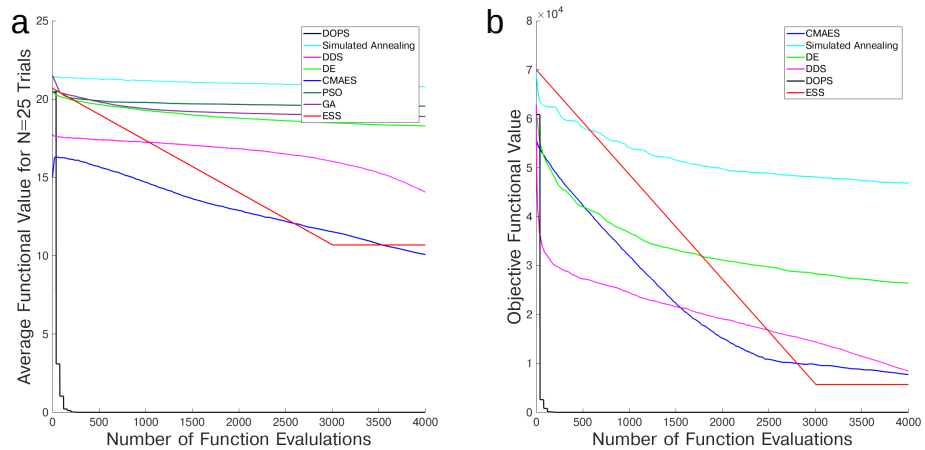 a
25
20
15
10
5
0
Average Functional Value for N=25 Trials
DOPS
Simulated Annealing
DDS
DE
CMAES
PSO
GA
ESS
0 500 1000 1500 2000 2500 3000 3500 4000
Number of Function Evalulations
b
×10⁴
8
7
6
5
4
3
2
1
0
Objective Functional Value
CMAES
Simulated Annealing
DE
DDS
DOPS
ESS
0 500 1000 1500 2000 2500 3000 3500 4000
Number of Function Evaluations